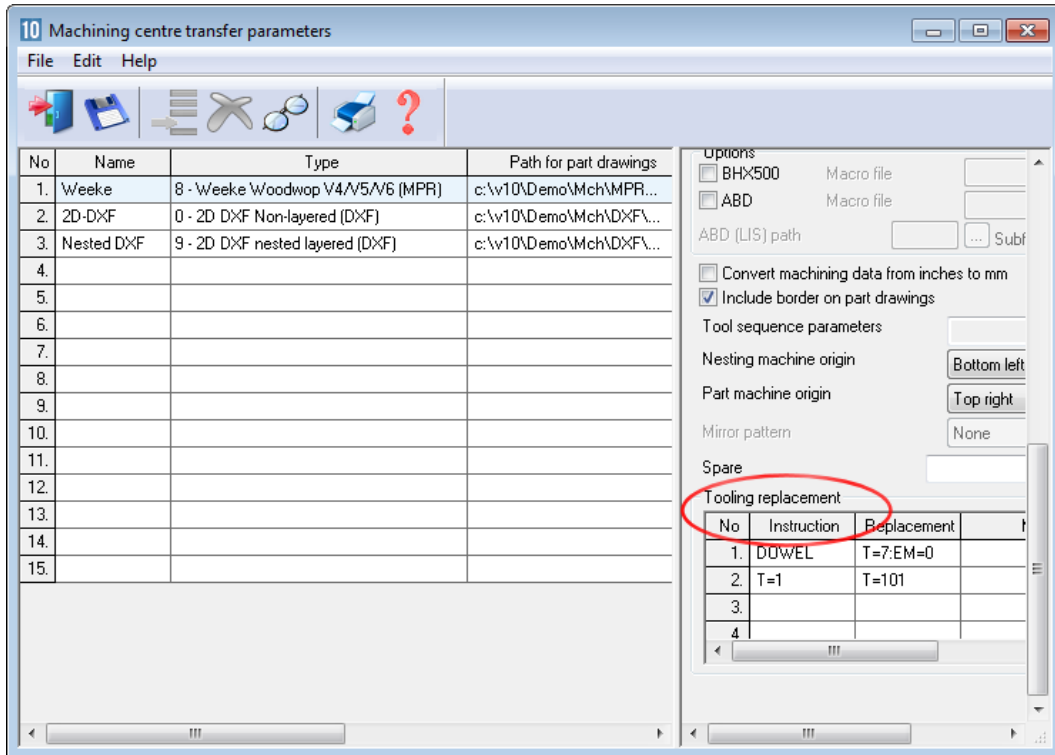 10 Machining centre transfer parameters
File Edit Help
No Name Type Path for part drawings
1. Weeke 8 - Weeke Woodwop V4/V5/V6 (MPR) c:\v10\Demo\Mch\MPR...
2. 2D-DXF 0 - 2D DXF Non-layered (DXF) c:\v10\Demo\Mch\DXF\...
3. Nested DXF 9 - 2D DXF nested layered (DXF) c:\v10\Demo\Mch\DXF\...
4.
5.
6.
7.
8.
9.
10.
11.
12.
13.
14.
15.
Options
BHX500 Macro file
ABD Macro file
ABD (LIS) path ... Subf
Convert machining data from inches to mm
Include border on part drawings
Tool sequence parameters
Nesting machine origin Bottom left
Part machine origin Top right
Mirror pattern None
Spare
Tooling replacement
No Instruction Replacement
1. DOWEL T=7:EM=0
2. T=1 T=101
3.
4